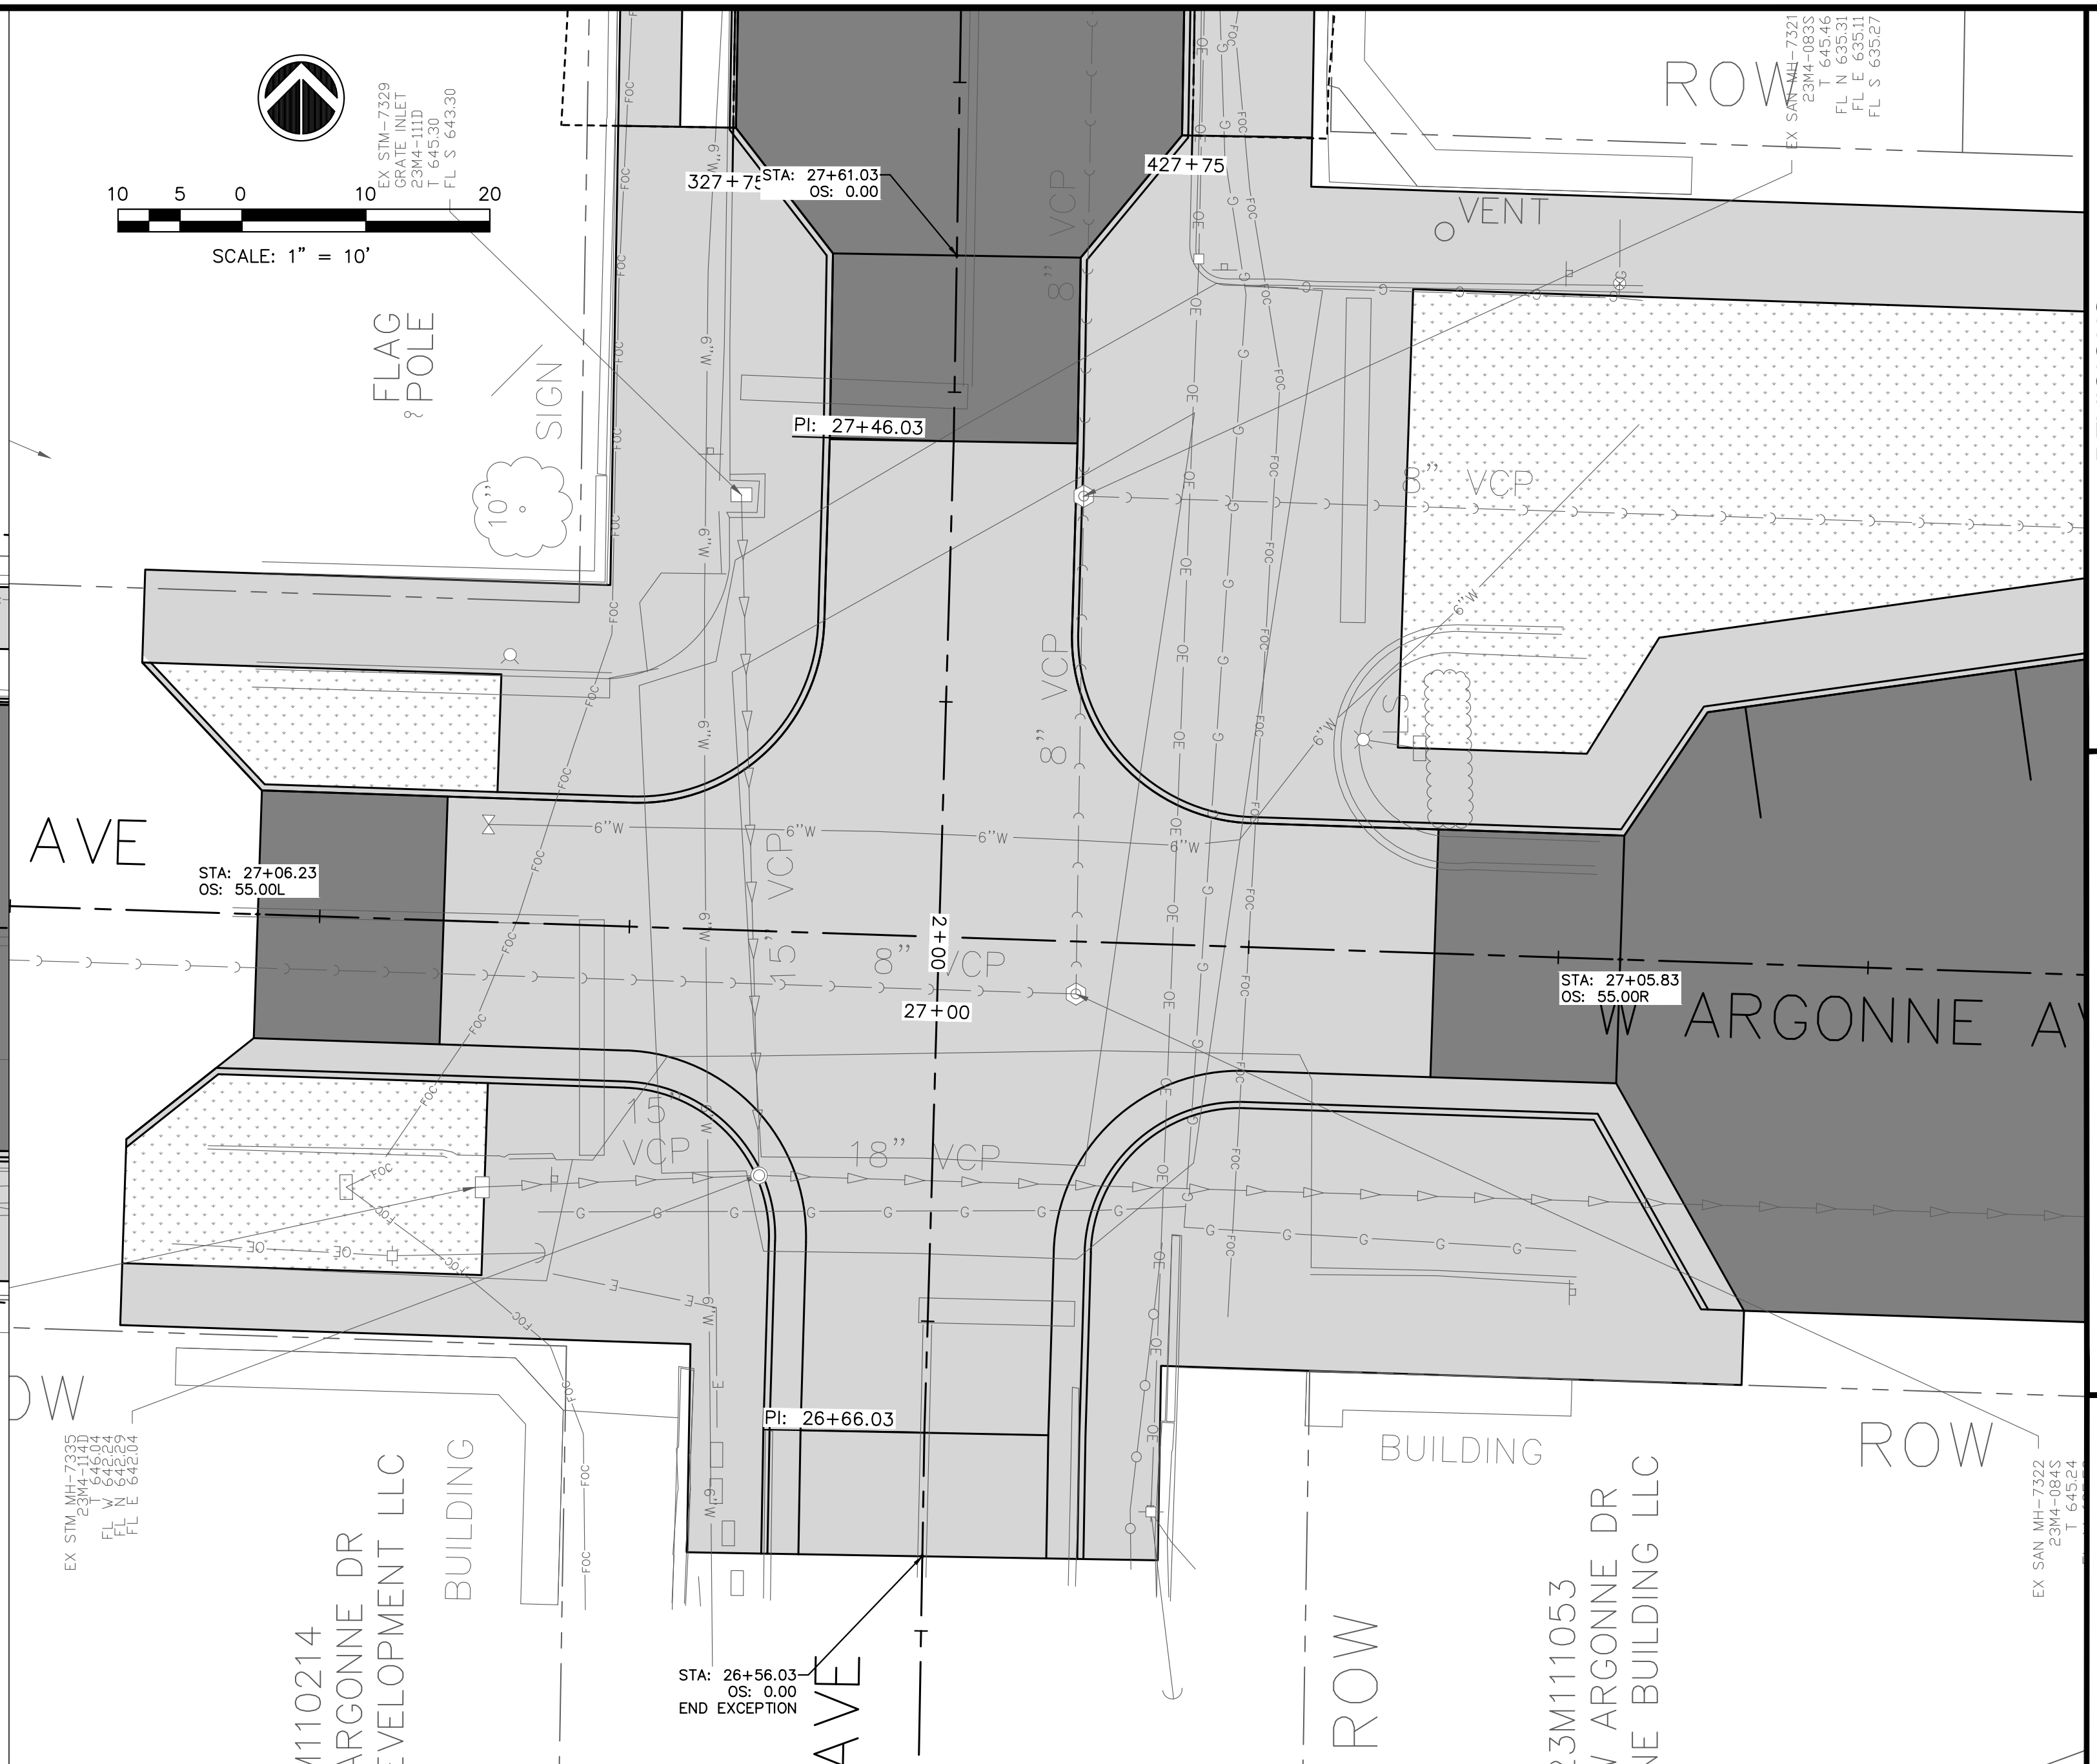 EX STM-7329
GRATE INLET
23M4-111D
T 645.30
FL S 643.30
10 5 0 10 20
SCALE: 1" = 10'
327+75
STA: 27+61.03
OS: 0.00
427+75
8" VCP
ROW
EX SAN MH-7321
23M4-083S
T 645.46
FL N 635.31
FL E 635.11
FL S 635.27
VENT
FLAG
POLE
SIGN
10"
PI: 27+46.03
8" VCP
8" VCP
LS
AVE
STA: 27+06.23
OS: 55.00L
6"W
6"W
6"W
6"W
6"W
6"W
6"W
FOC
OE
G
E
15" VCP
8" VCP
2+00
27+00
STA: 27+05.83
OS: 55.00R
W ARGONNE
15"
VCP
18" VCP
PI: 26+66.03
EX STM MH-7335
23M4-114D
T 646.04
FL W 642.24
FL N 642.29
FL E 642.04
BUILDING
BUILDING
ROW
EX SAN MH-7322
23M4-084S
T 645.24
ARGONNE DR
STA: 26+56.03
OS: 0.00
END EXCEPTION
AVE
ROW
ARGONNE DR
BUILDING LLC